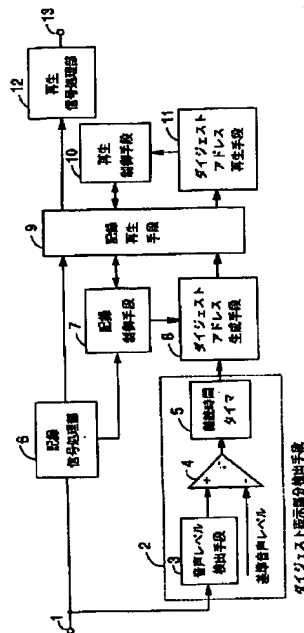 1
6
記録
信号処理部
12
再生
信号処理部
13
7
記録
制御手段
9
記録
再生
手段
10
再生
制御手段
2
3
音声レベル
検出手段
基準音声レベル
4
+
-
5
継続時間
タイマ
8
ダイジェスト
アドレス
生成手段
11
ダイジェスト
アドレス
再生手段
ダイジェスト表示部分検出手段